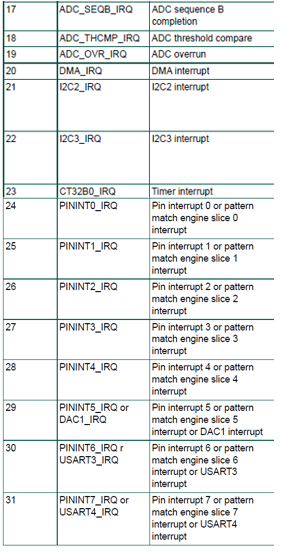 17 ADC_SEQB_IRQ ADC sequence B
completion
18 ADC_THCMP_IRQ ADC threshold compare
19 ADC_OVR_IRQ ADC overrun
20 DMA_IRQ DMA interrupt
21 I2C2_IRQ I2C2 interrupt
22 I2C3_IRQ I2C3 interrupt
23 CT32B0_IRQ Timer interrupt
24 PININT0_IRQ Pin interrupt 0 or pattern
match engine slice 0
interrupt
25 PININT1_IRQ Pin interrupt 1 or pattern
match engine slice 1
interrupt
26 PININT2_IRQ Pin interrupt 2 or pattern
match engine slice 2
interrupt
27 PININT3_IRQ Pin interrupt 3 or pattern
match engine slice 3
interrupt
28 PININT4_IRQ Pin interrupt 4 or pattern
match engine slice 4
interrupt
29 PININT5_IRQ or Pin interrupt 5 or pattern
DAC1_IRQ match engine slice 5
interrupt or DAC1 interrupt
30 PININT6_IRQ r Pin interrupt 6 or pattern
USART3_IRQ match engine slice 6
interrupt or USART3
interrupt
31 PININT7_IRQ or Pin interrupt 7 or pattern
USART4_IRQ match engine slice 7
interrupt or USART4
interrupt